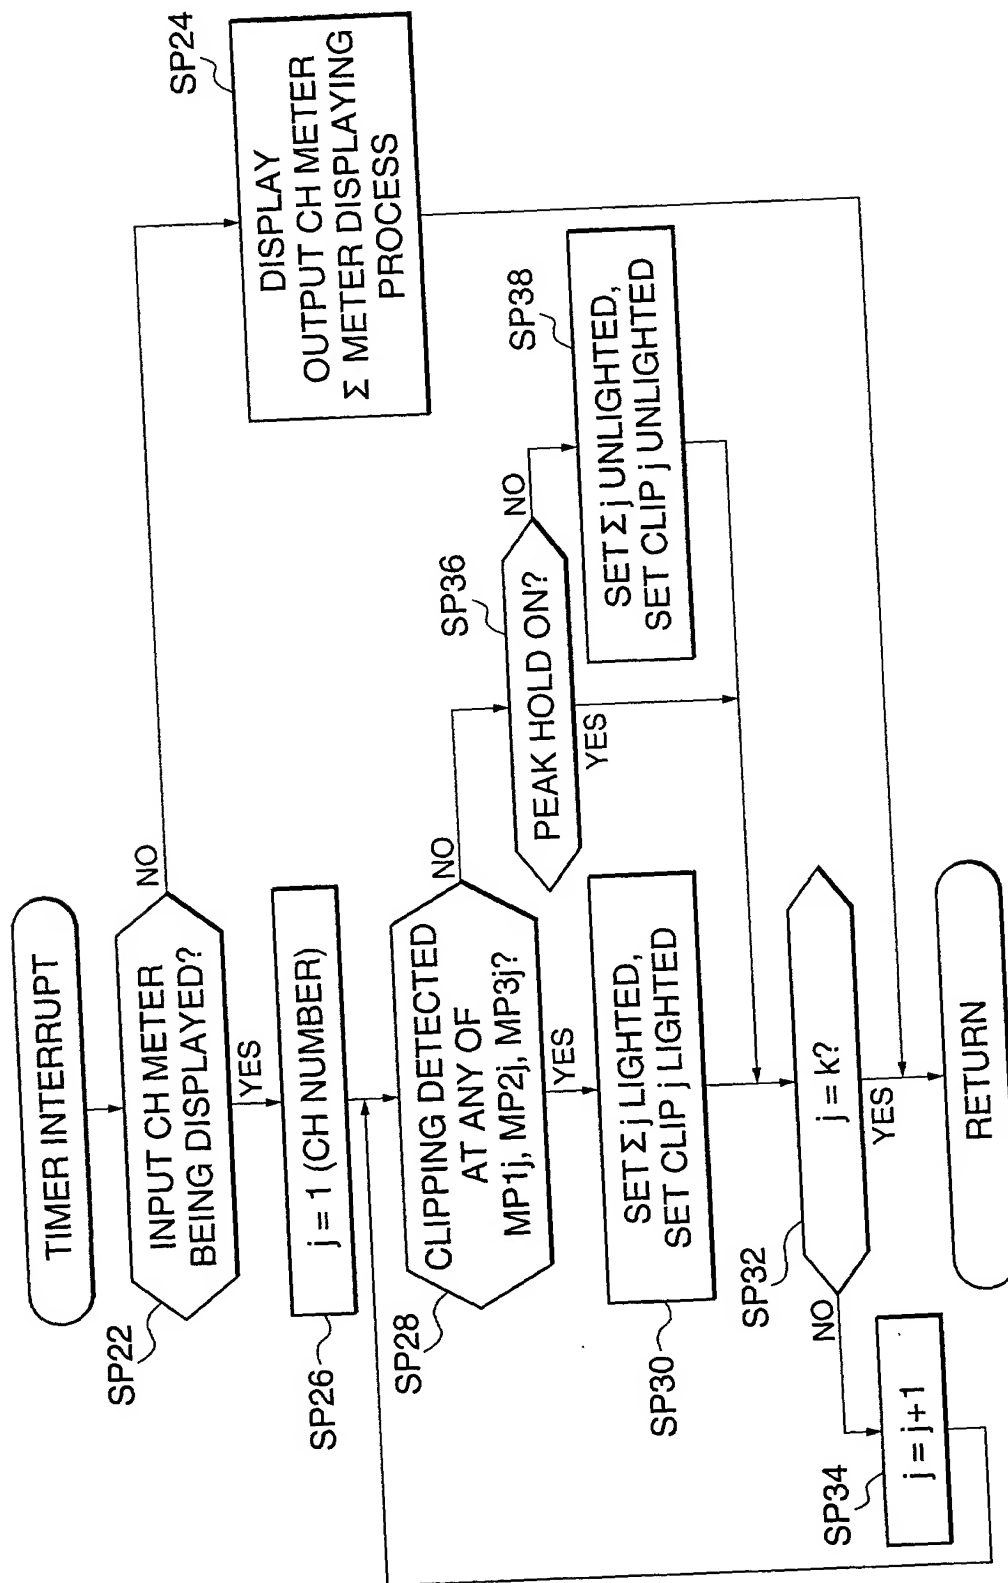 TIMER INTERRUPT
SP22
INPUT CH METER
BEING DISPLAYED?
NO
YES
SP24
DISPLAY
OUTPUT CH METER
Σ METER DISPLAYING
PROCESS
SP26
j = 1 (CH NUMBER)
SP28
CLIPPING DETECTED
AT ANY OF
MP1j, MP2j, MP3j?
NO
YES
SP36
PEAK HOLD ON?
NO
YES
SP38
SET Σ j UNLIGHTED,
SET CLIP j UNLIGHTED
SP30
SET Σ j LIGHTED,
SET CLIP j LIGHTED
SP32
j = k?
NO
YES
SP34
j = j+1
RETURN